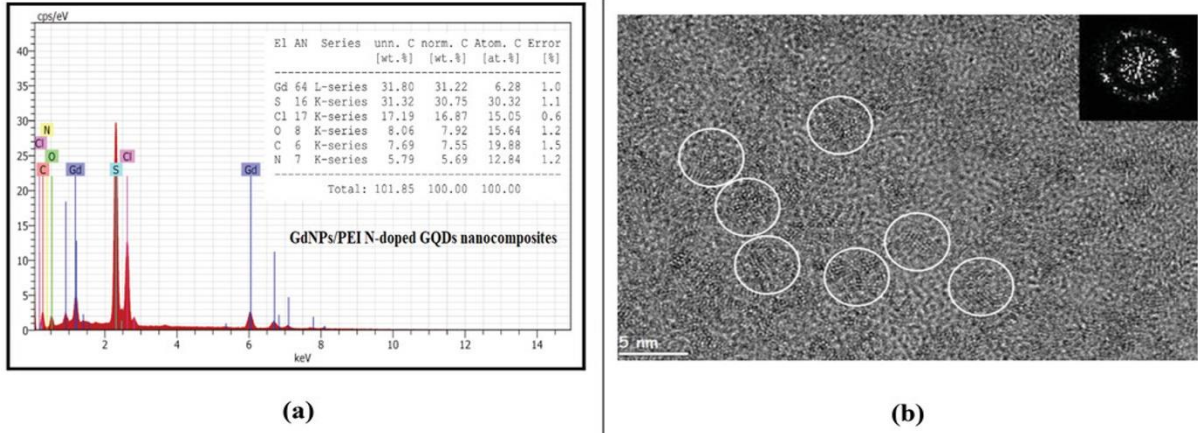 cps/eV
40
35
30
25
20
15
10
5
0
El AN Series unn. C norm. C Atom. C Error
[wt.%] [wt.%] [at.%] [%]
Gd 64 L-series 31.80 31.22 6.28 1.0
S 16 K-series 31.32 30.75 30.32 1.1
Cl 17 K-series 17.19 16.87 15.05 0.6
O 8 K-series 8.06 7.92 15.64 1.2
C 6 K-series 7.69 7.55 19.88 1.5
N 7 K-series 5.79 5.69 12.84 1.2
Total: 101.85 100.00 100.00
N
Cl
O
Cl
C
Gd
S
Gd
GdNPs/PEI N-doped GQDs nanocomposites
2 4 6 8 10 12 14
keV
(a)
5 nm
(b)